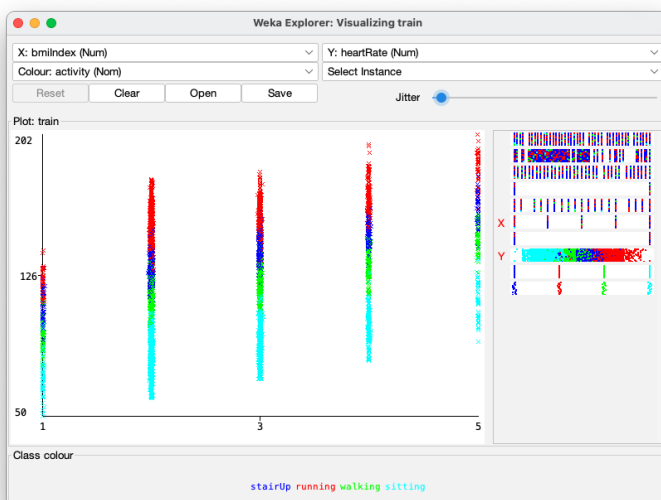 Weka Explorer: Visualizing train
X: bmiIndex (Num) Y: heartRate (Num)
Colour: activity (Nom) Select Instance
Reset Clear Open Save Jitter
Plot: train
202
126
50
1 3 5
X
Y
Class colour
stairUp running walking sitting